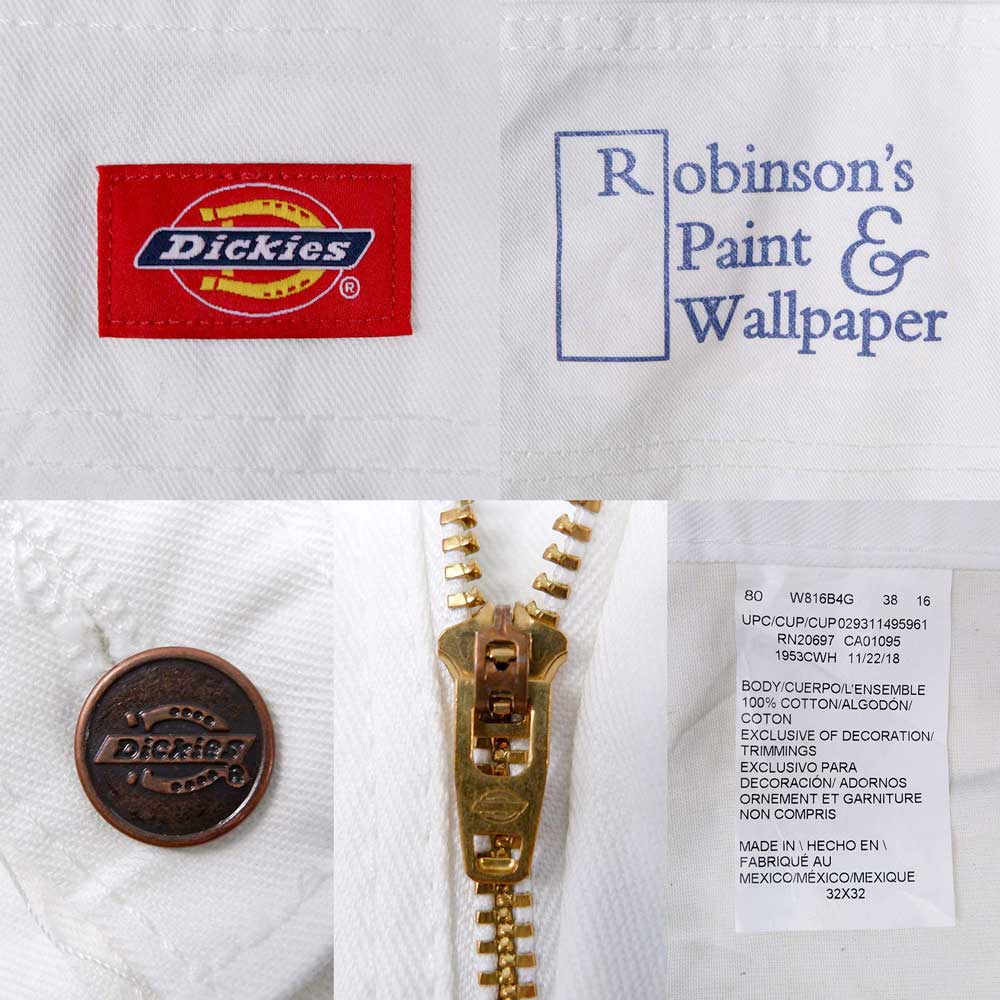 Dickies
®
Robinson's
Paint &
Wallpaper
Dickies
®
80 W816B4G 38 16
UPC/CUP/CUP029311495961
RN20697 CA01095
1953CWH 11/22/18
BODY/CUERPO/L'ENSEMBLE
100% COTTON/ALGODÓN/
COTON
EXCLUSIVE OF DECORATION/
TRIMMINGS
EXCLUSIVO PARA
DECORACIÓN/ ADORNOS
ORNEMENT ET GARNITURE
NON COMPRIS
MADE IN \ HECHO EN \
FABRIQUÉ AU
MEXICO/MÉXICO/MEXIQUE
32X32